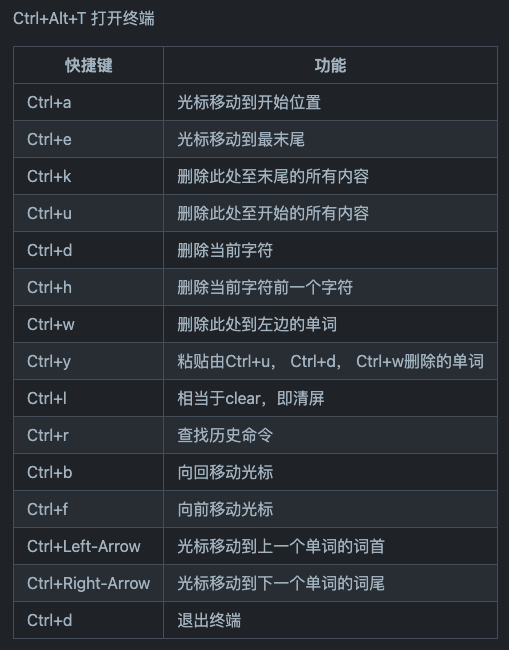 Ctrl+Alt+T 打开终端
快捷键 功能
Ctrl+a 光标移动到开始位置
Ctrl+e 光标移动到最末尾
Ctrl+k 删除此处至末尾的所有内容
Ctrl+u 删除此处至开始的所有内容
Ctrl+d 删除当前字符
Ctrl+h 删除当前字符前一个字符
Ctrl+w 删除此处到左边的单词
Ctrl+y 粘贴由Ctrl+u， Ctrl+d， Ctrl+w删除的单词
Ctrl+l 相当于clear，即清屏
Ctrl+r 查找历史命令
Ctrl+b 向回移动光标
Ctrl+f 向前移动光标
Ctrl+Left-Arrow 光标移动到上一个单词的词首
Ctrl+Right-Arrow 光标移动到下一个单词的词尾
Ctrl+d 退出终端